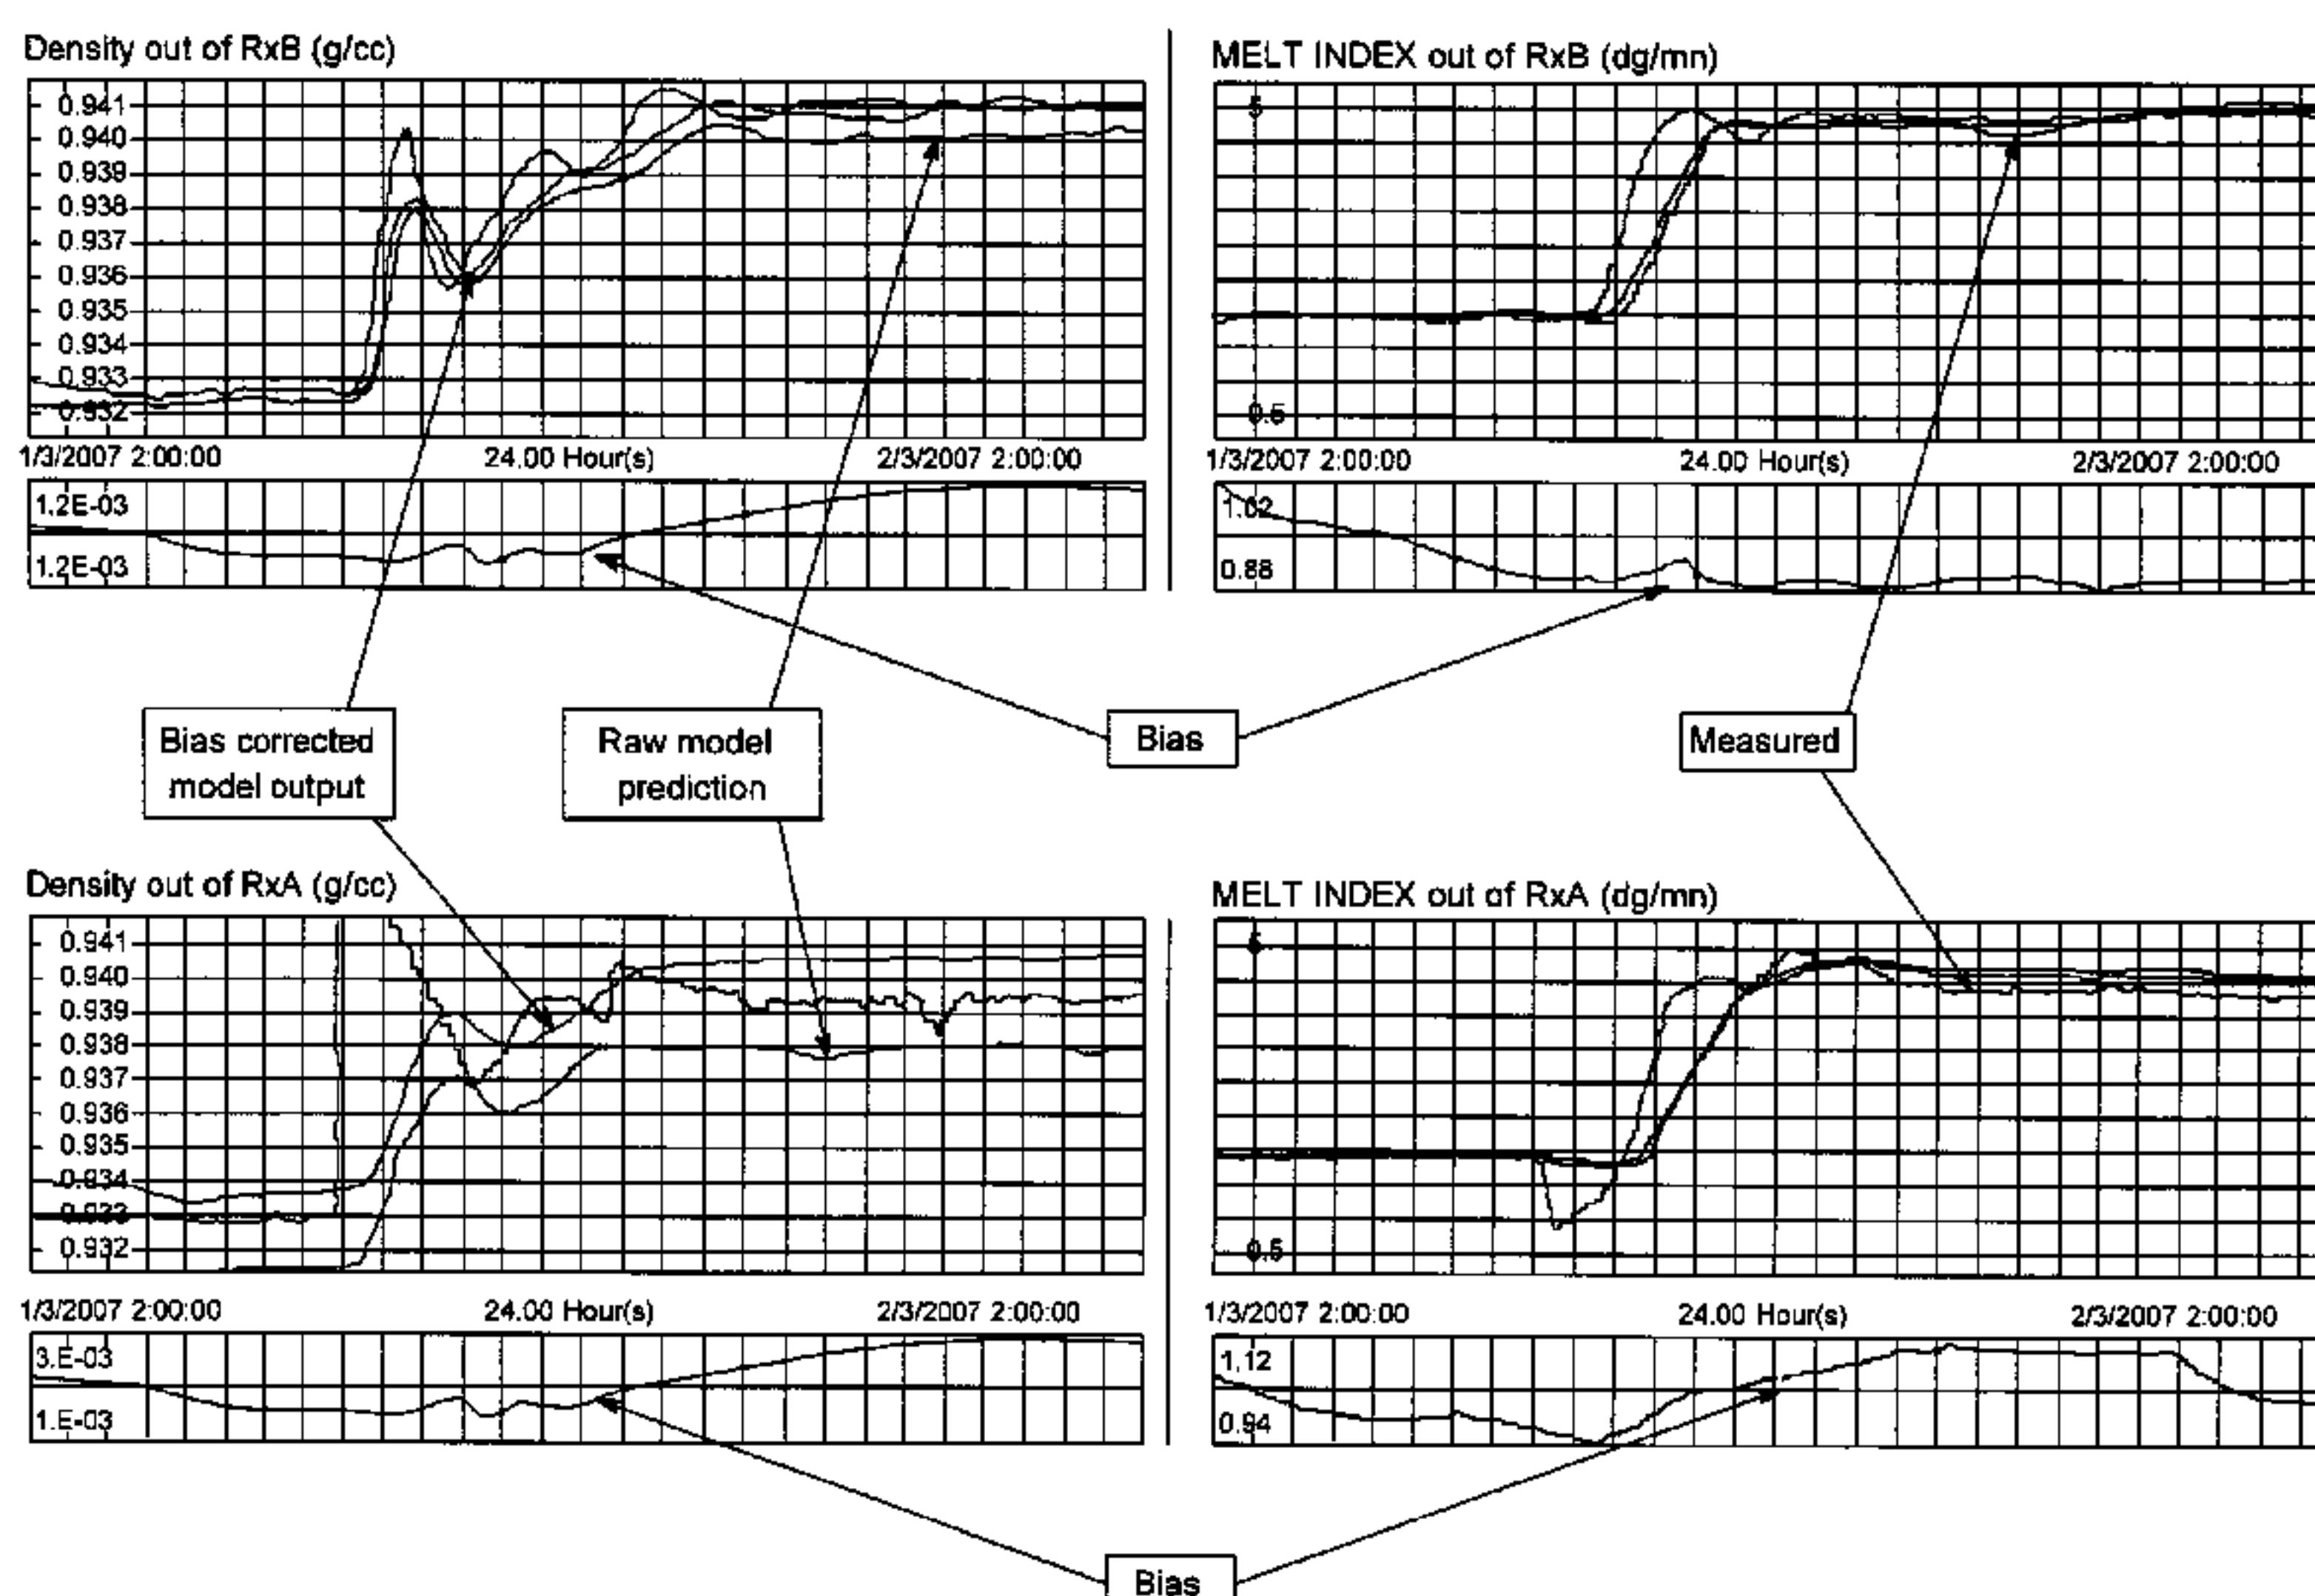 Density out of RxB (g/cc)
0.941
0.940
0.939
0.938
0.937
0.936
0.935
0.934
0.933
0.932
1/3/2007 2:00:00 24.00 Hour(s) 2/3/2007 2:00:00
1.2E-03
1.2E-03
MELT INDEX out of RxB (dg/mn)
5
0.5
1/3/2007 2:00:00 24.00 Hour(s) 2/3/2007 2:00:00
1.02
0.88
Bias corrected
model output
Raw model
prediction
Bias
Measured
Density out of RxA (g/cc)
0.941
0.940
0.939
0.938
0.937
0.936
0.935
0.934
0.933
0.932
1/3/2007 2:00:00 24.00 Hour(s) 2/3/2007 2:00:00
3.E-03
1.E-03
MELT INDEX out of RxA (dg/mn)
5
0.5
1/3/2007 2:00:00 24.00 Hour(s) 2/3/2007 2:00:00
1,12
0.94
Bias